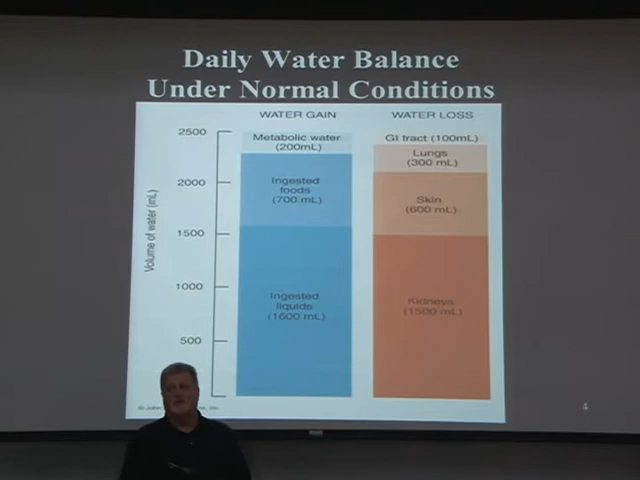 Daily Water Balance
Under Normal Conditions
WATER GAIN
WATER LOSS
2500
2000
1500
1000
500
Volume of water (mL)
Metabolic water
(200mL)
Ingested
foods
(700 mL)
Ingested
liquids
(1600 mL)
GI tract (100mL)
Lungs
(300 mL)
Skin
(600 mL)
Kidneys
(1500 mL)
© John Inc.
4